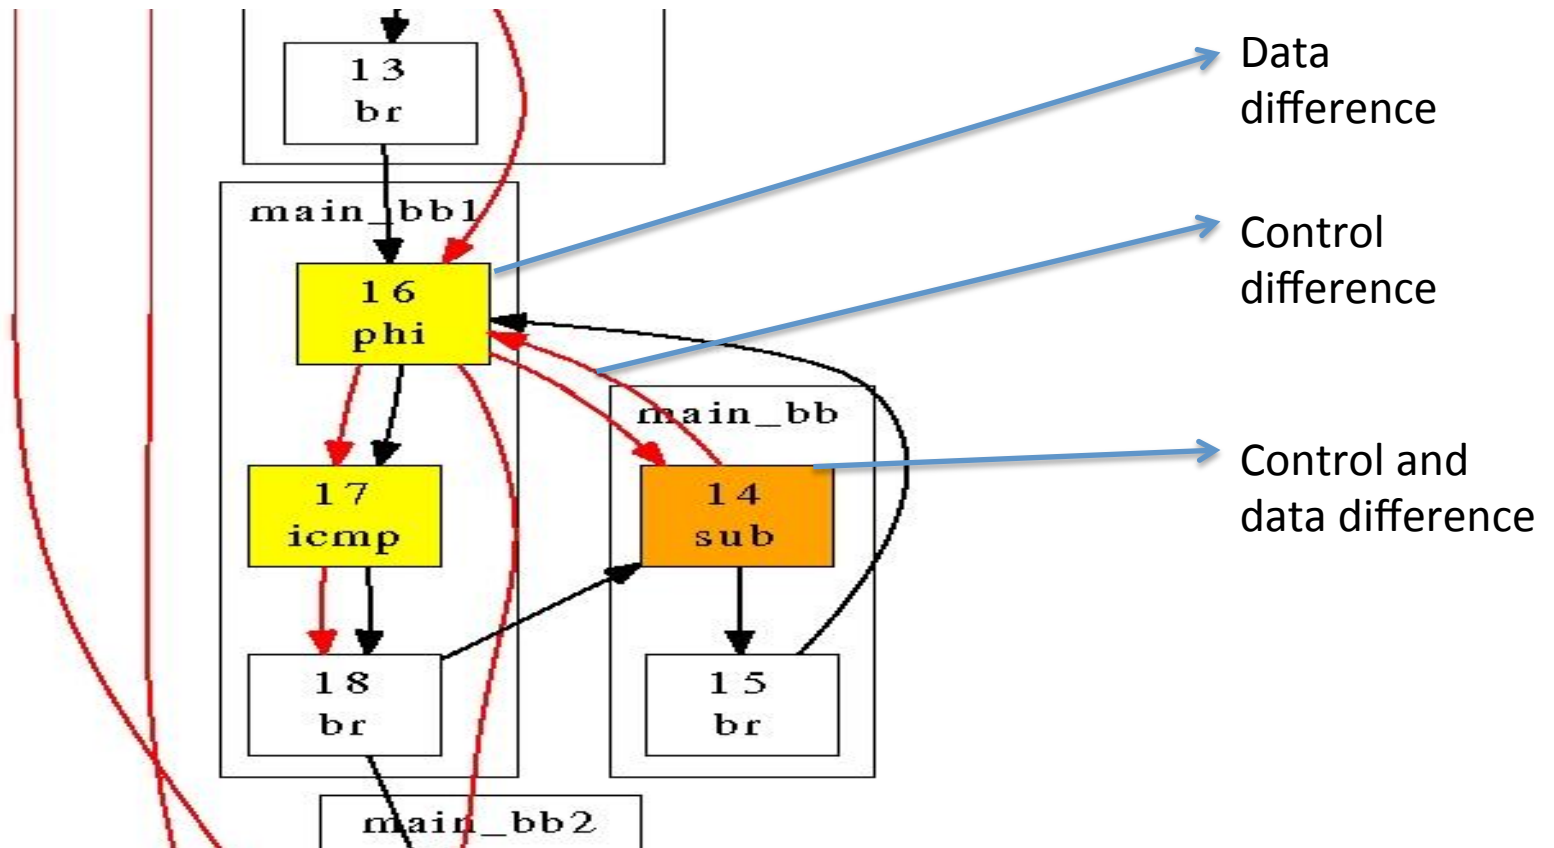 13
br
main_bb1
16
phi
17
icmp
18
br
main_bb
14
sub
15
br
main_bb2
Data
difference
Control
difference
Control and
data difference